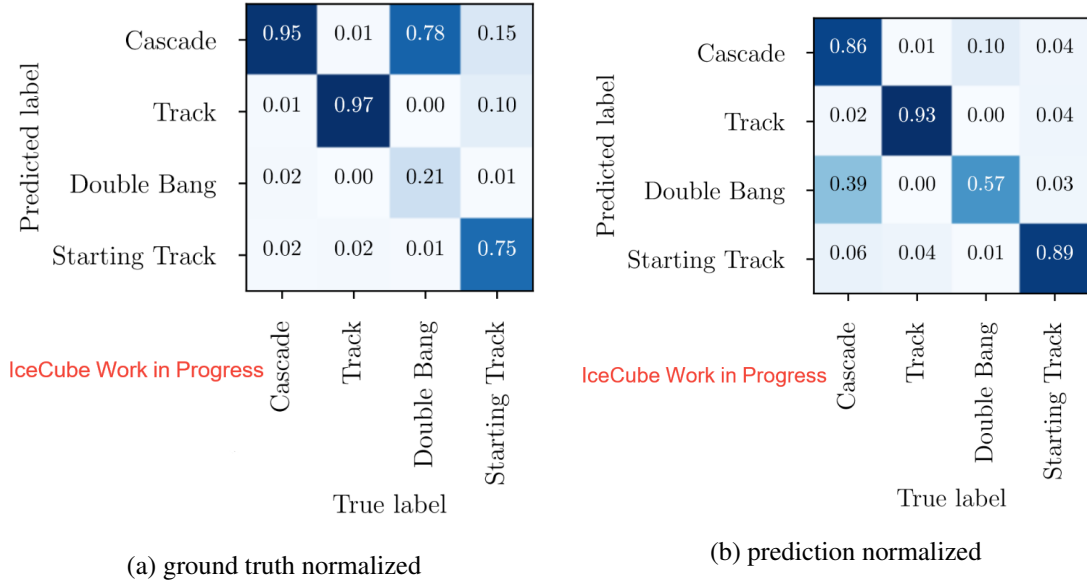 Predicted label
Cascade 0.95 0.01 0.78 0.15
Track 0.01 0.97 0.00 0.10
Double Bang 0.02 0.00 0.21 0.01
Starting Track 0.02 0.02 0.01 0.75
Cascade
Track
Double Bang
Starting Track
IceCube Work in Progress
True label
(a) ground truth normalized
Predicted label
Cascade 0.86 0.01 0.10 0.04
Track 0.02 0.93 0.00 0.04
Double Bang 0.39 0.00 0.57 0.03
Starting Track 0.06 0.04 0.01 0.89
Cascade
Track
Double Bang
Starting Track
IceCube Work in Progress
True label
(b) prediction normalized